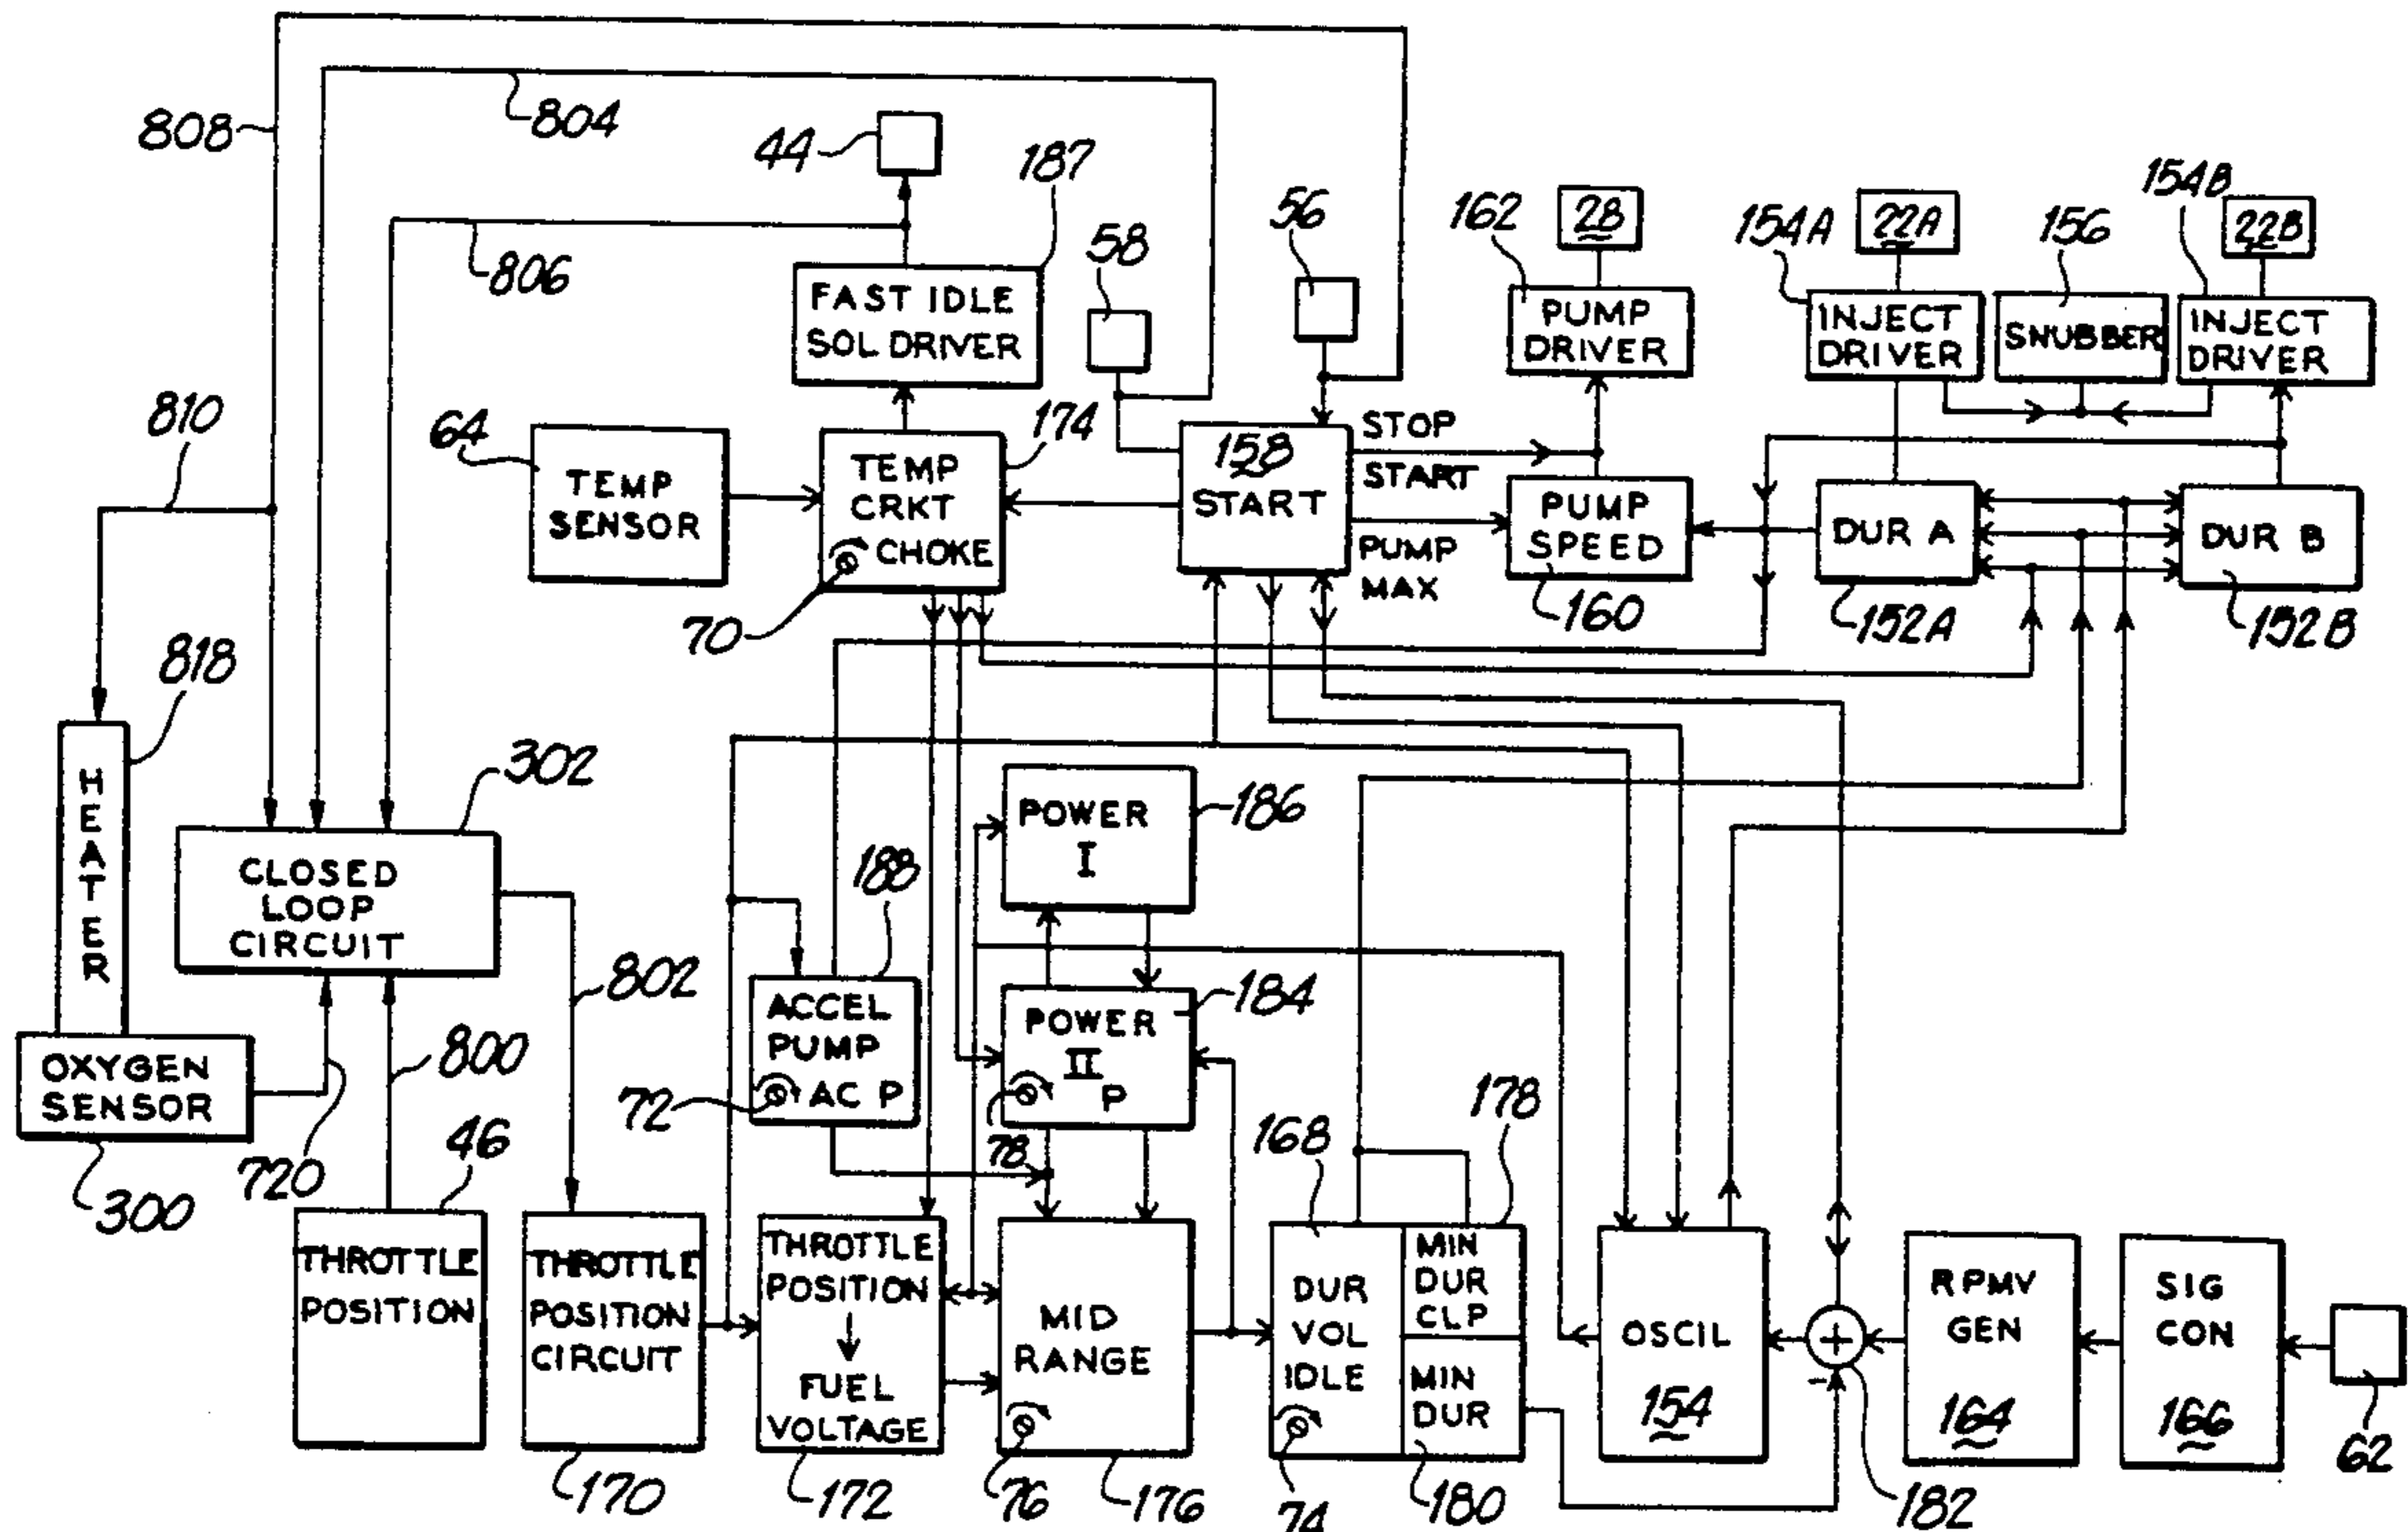 808
804
44
187
806
58
56
162
28
154A
22A
156
154B
22B
FAST IDLE
SOL DRIVER
PUMP
DRIVER
INJECT
DRIVER
SNUBBER
INJECT
DRIVER
810
64
TEMP
SENSOR
174
TEMP
CRKT
CHOKE
70
158
START
STOP
START
PUMP
MAX
PUMP
SPEED
160
DUR A
152A
DUR B
152B
818
HEATER
302
CLOSED
LOOP
CIRCUIT
802
188
ACCEL
PUMP
AC P
72
POWER
I
186
POWER
II
P
184
78
OXYGEN
SENSOR
300
720
800
46
THROTTLE
POSITION
THROTTLE
POSITION
CIRCUIT
170
THROTTLE
POSITION
FUEL
VOLTAGE
172
MID
RANGE
76
176
168
178
DUR
VOL
IDLE
74
MIN
DUR
CLP
MIN
DUR
180
OSCIL
154
+
-
182
RPMV
GEN
164
SIG
CON
166
62